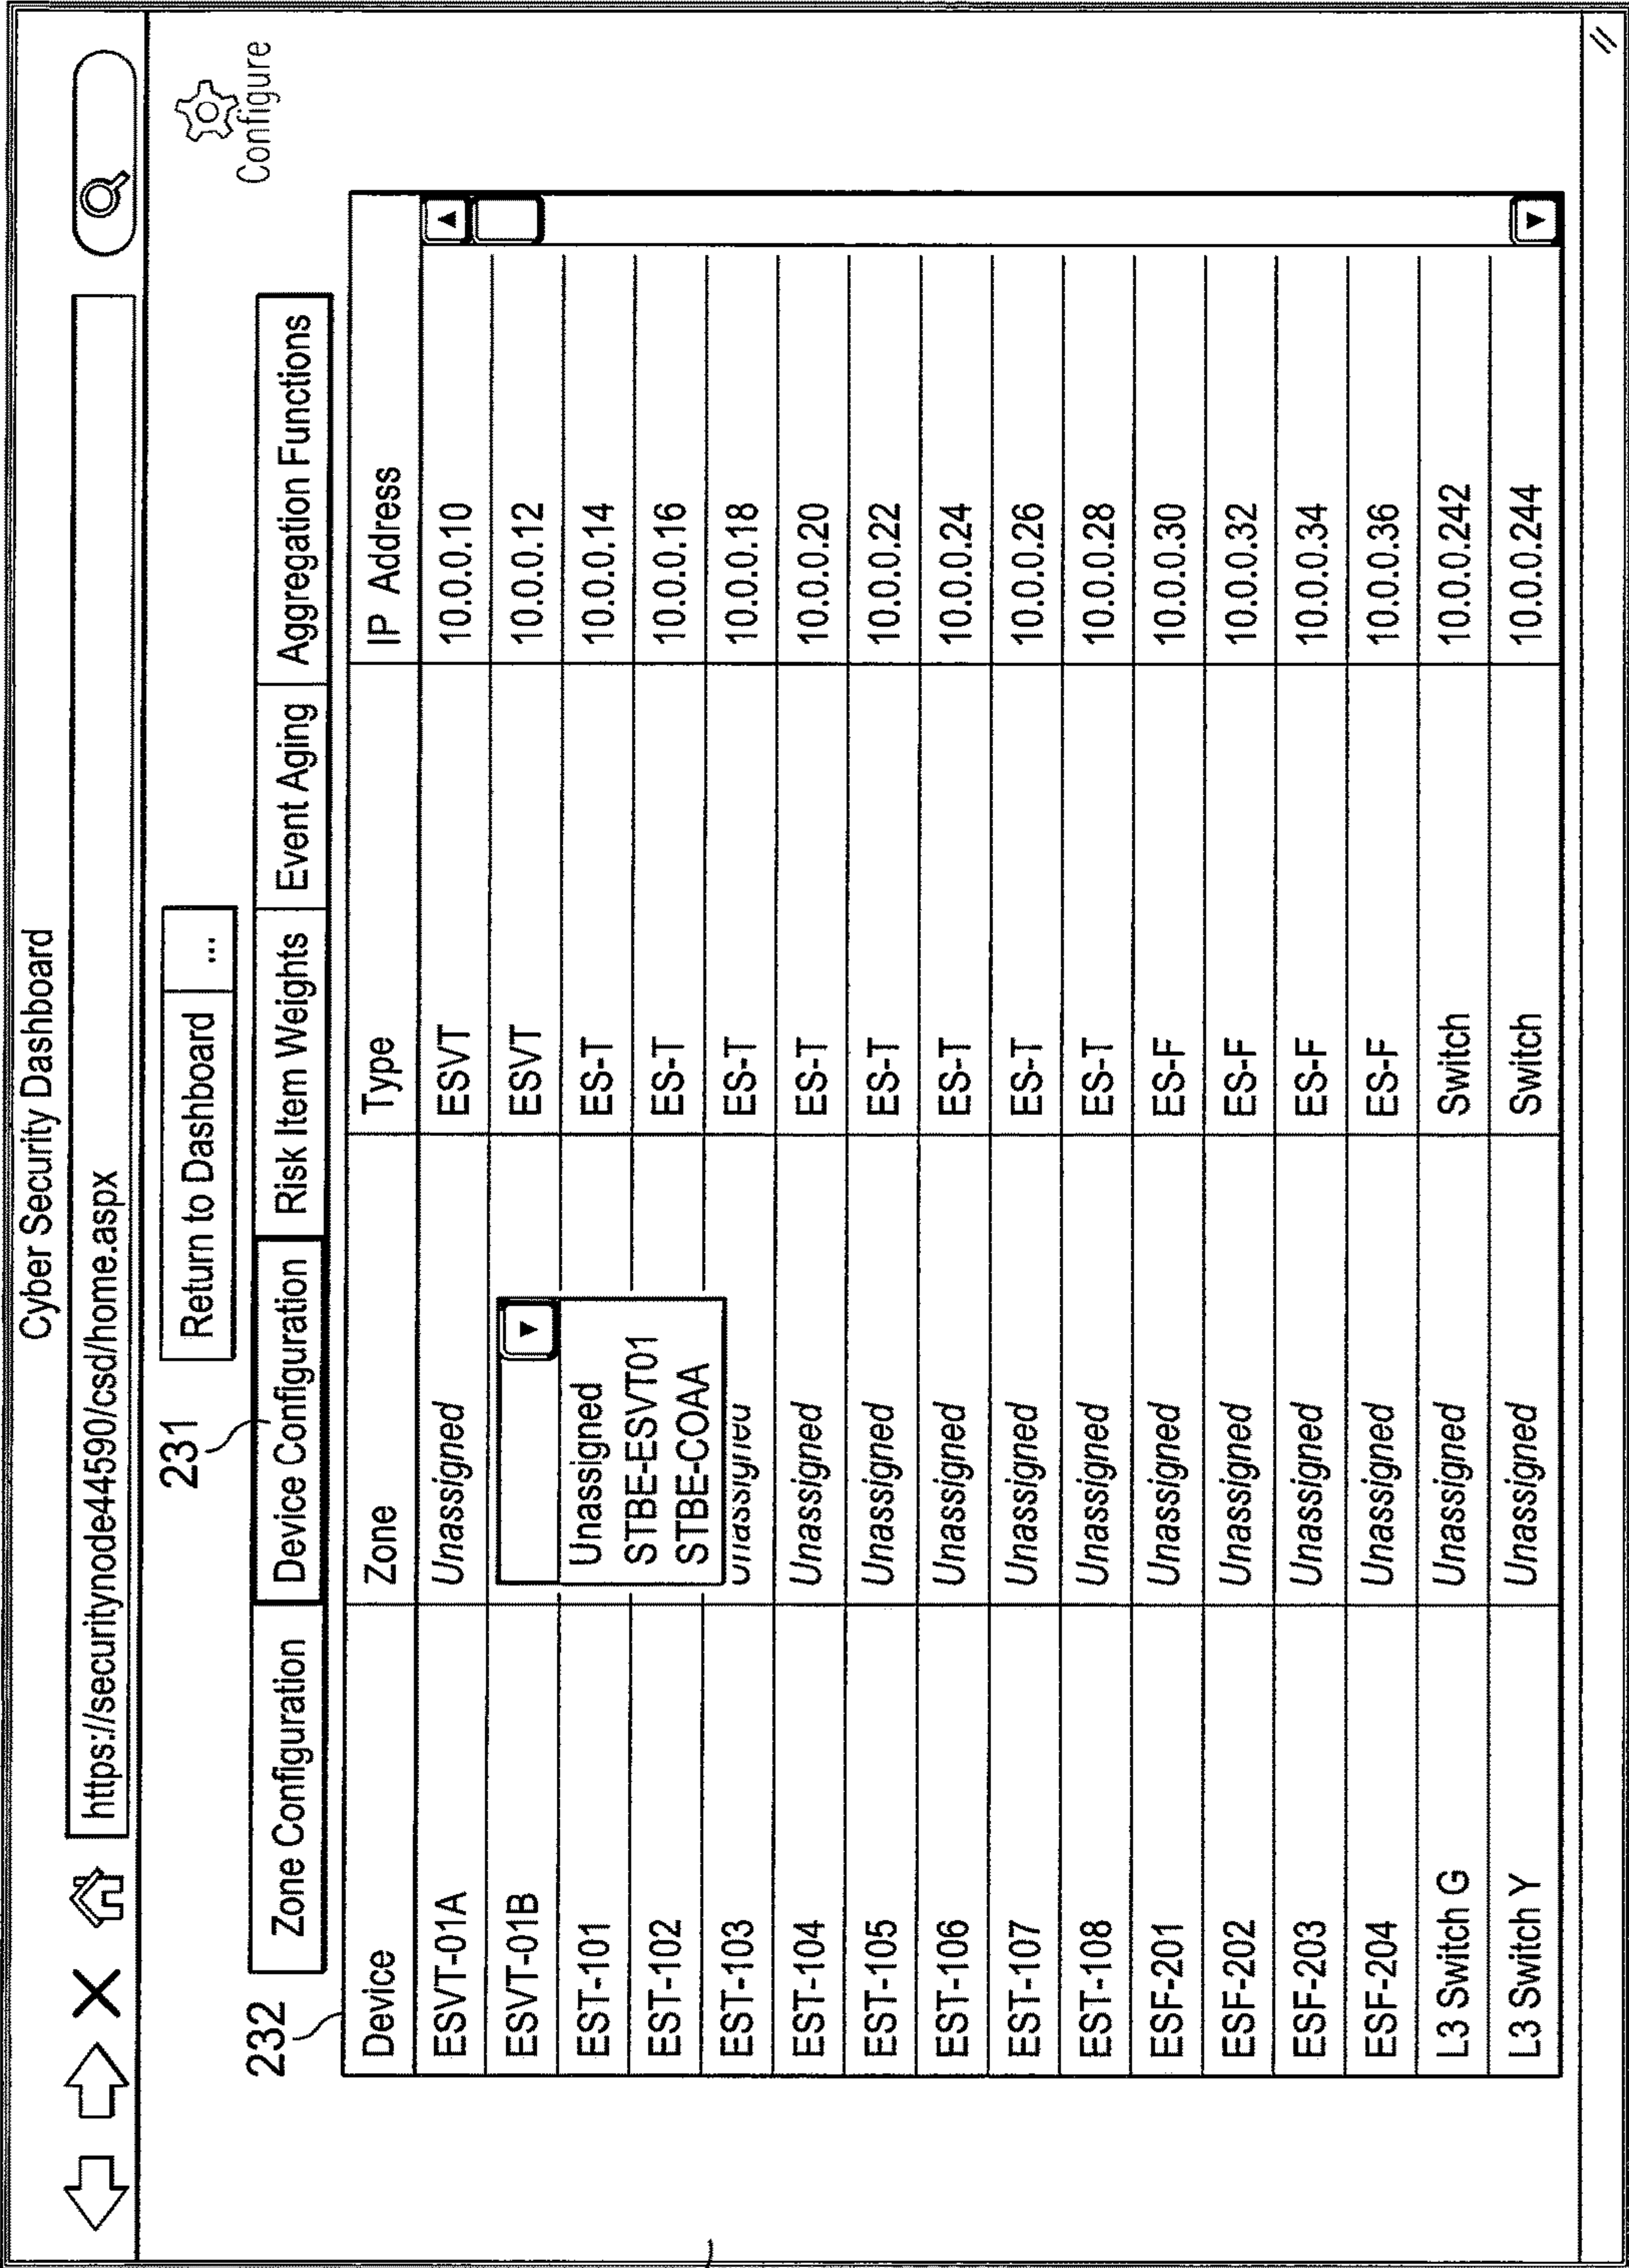 Cyber Security Dashboard
https://securitynode44590/csd/home.aspx
Return to Dashboard ...
Configure
231
Zone Configuration Device Configuration Risk Item Weights Event Aging Aggregation Functions
232
Device Zone Type IP Address
ESVT-01A Unassigned ESVT 10.0.0.10
ESVT-01B ESVT 10.0.0.12
EST-101 Unassigned ES-T 10.0.0.14
EST-102 STBE-ESVT01 ES-T 10.0.0.16
STBE-COAA
EST-103 Unassigned ES-T 10.0.0.18
EST-104 Unassigned ES-T 10.0.0.20
EST-105 Unassigned ES-T 10.0.0.22
EST-106 Unassigned ES-T 10.0.0.24
EST-107 Unassigned ES-T 10.0.0.26
EST-108 Unassigned ES-T 10.0.0.28
ESF-201 Unassigned ES-F 10.0.0.30
ESF-202 Unassigned ES-F 10.0.0.32
ESF-203 Unassigned ES-F 10.0.0.34
ESF-204 Unassigned ES-F 10.0.0.36
L3 Switch G Unassigned Switch 10.0.0.242
L3 Switch Y Unassigned Switch 10.0.0.244